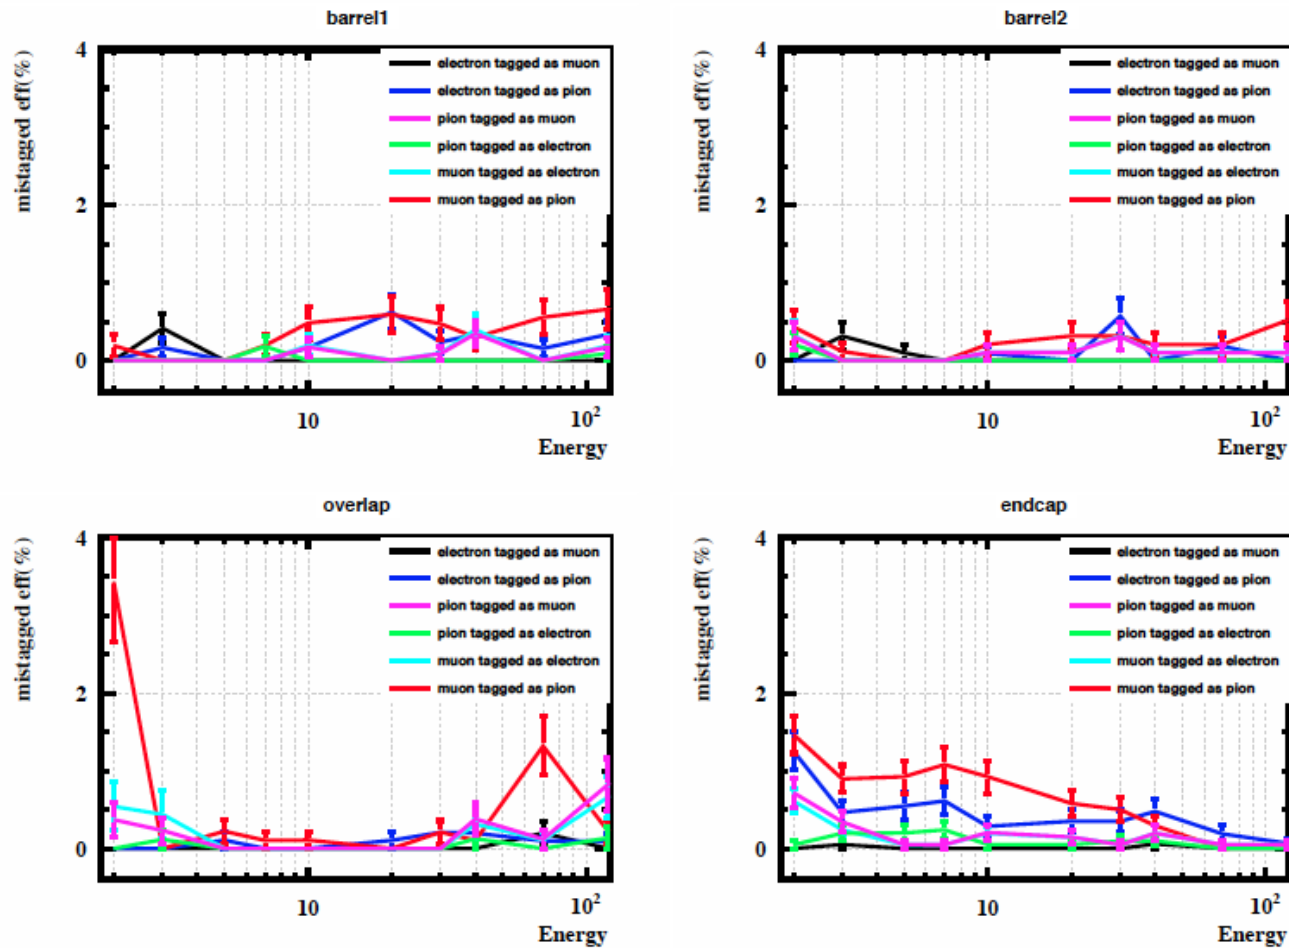 barrel1
mistagged eff(%)
4
2
0
electron tagged as muon
electron tagged as pion
pion tagged as muon
pion tagged as electron
muon tagged as electron
muon tagged as pion
10
10²
Energy
barrel2
mistagged eff(%)
4
2
0
electron tagged as muon
electron tagged as pion
pion tagged as muon
pion tagged as electron
muon tagged as electron
muon tagged as pion
10
10²
Energy
overlap
mistagged eff(%)
4
2
0
electron tagged as muon
electron tagged as pion
pion tagged as muon
pion tagged as electron
muon tagged as electron
muon tagged as pion
10
10²
Energy
endcap
mistagged eff(%)
4
2
0
electron tagged as muon
electron tagged as pion
pion tagged as muon
pion tagged as electron
muon tagged as electron
muon tagged as pion
10
10²
Energy